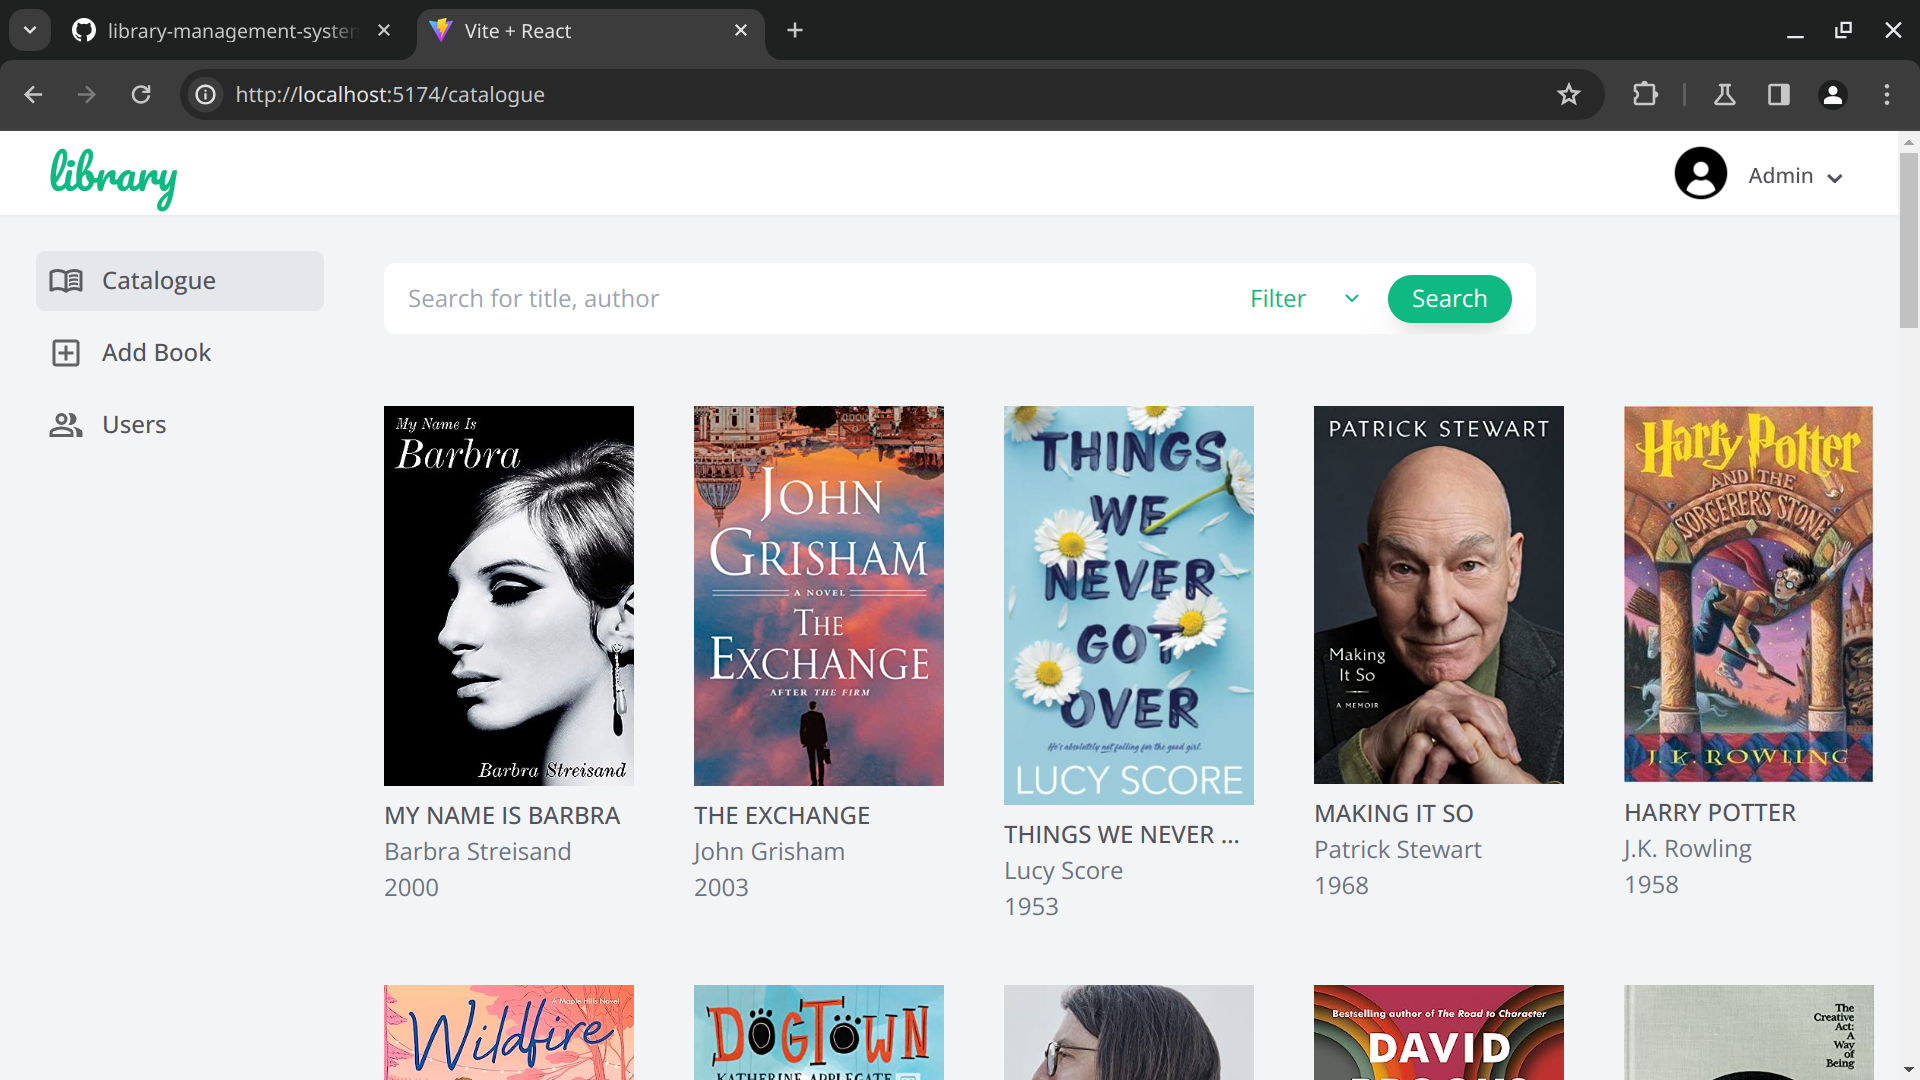 library-management-system
Vite + React
http://localhost:5174/catalogue
library
Admin
Catalogue
Add Book
Users
Search for title, author
Filter
Search
My Name Is
Barbra
Barbra Streisand
MY NAME IS BARBRA
Barbra Streisand
2000
JOHN
GRISHAM
A NOVEL
THE
EXCHANGE
AFTER THE FIRM
THE EXCHANGE
John Grisham
2003
THINGS
WE
NEVER
GOT
OVER
He's absolutely not falling for the good girl.
LUCY SCORE
THINGS WE NEVER ...
Lucy Score
1953
PATRICK STEWART
Making
It So
A MEMOIR
MAKING IT SO
Patrick Stewart
1968
Harry Potter
AND THE
SORCERER'S STONE
J. K. ROWLING
HARRY POTTER
J.K. Rowling
1958
A Maple Hills Novel
Wildfire
DOGTOWN
KATHERINE APPLEGATE
Bestselling author of The Road to Character
DAVID
BROOKS
The
Creative
Act:
A
Way
of
Being